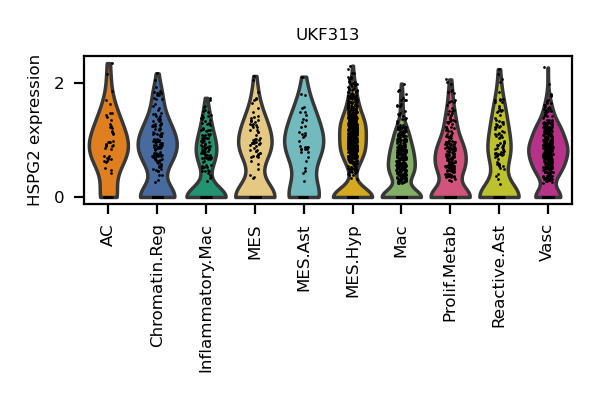 UKF313
HSPG2 expression
2
0
AC
Chromatin.Reg
Inflammatory.Mac
MES
MES.Ast
MES.Hyp
Mac
Prolif.Metab
Reactive.Ast
Vasc